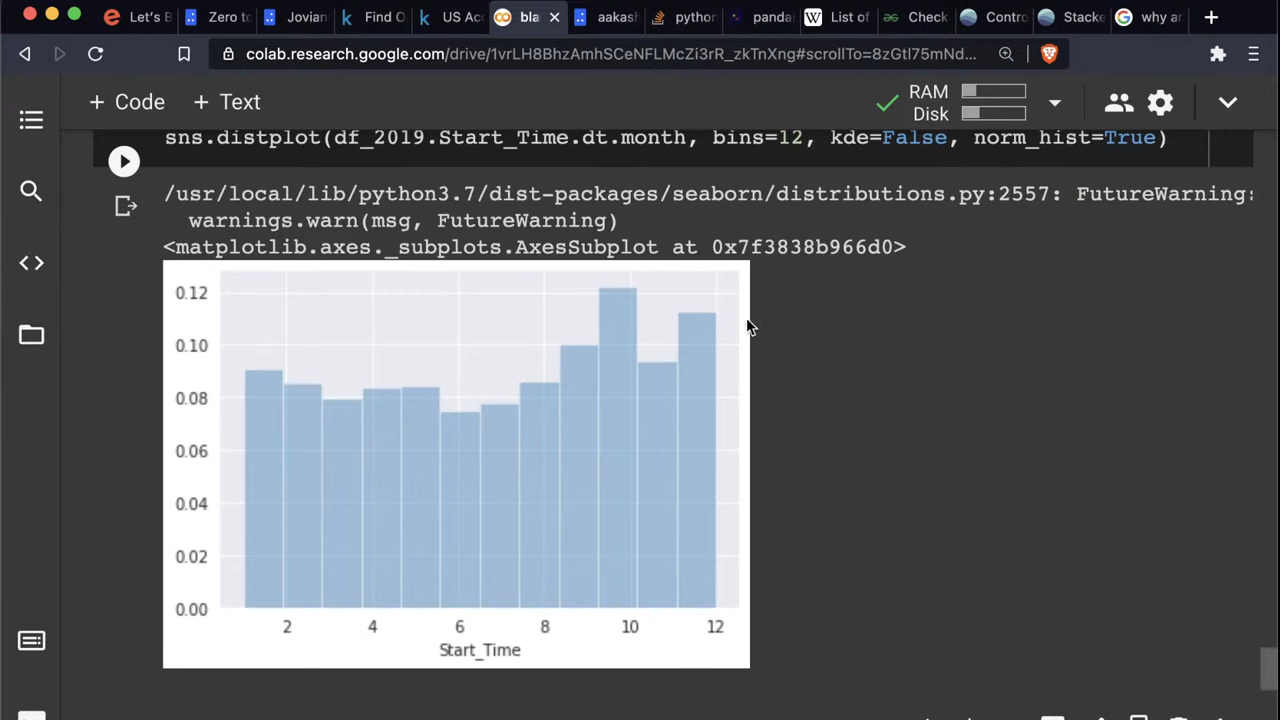 Let's B
Zero to
Jovian
Find O
US Acc
bla
aakash
python
panda
List of
Check
Contro
Stacke
why ar
colab.research.google.com/drive/1vrLH8BhzAmhSCeNFLMcZi3rR_zkTnXng#scrollTo=8zGtl75mNd...
+ Code + Text
RAM
Disk
sns.distplot(df_2019.Start_Time.dt.month, bins=12, kde=False, norm_hist=True)
/usr/local/lib/python3.7/dist-packages/seaborn/distributions.py:2557: FutureWarning:
warnings.warn(msg, FutureWarning)
<matplotlib.axes._subplots.AxesSubplot at 0x7f3838b966d0>
0.12
0.10
0.08
0.06
0.04
0.02
0.00
2 4 6 8 10 12
Start_Time